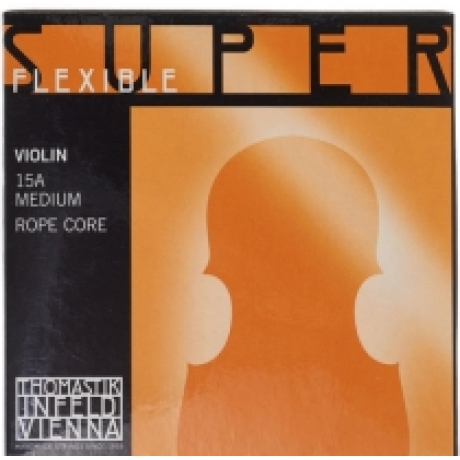 SUPER
FLEXIBLE
VIOLIN
15A
MEDIUM
ROPE CORE
THOMASTIK
INFELD
VIENNA